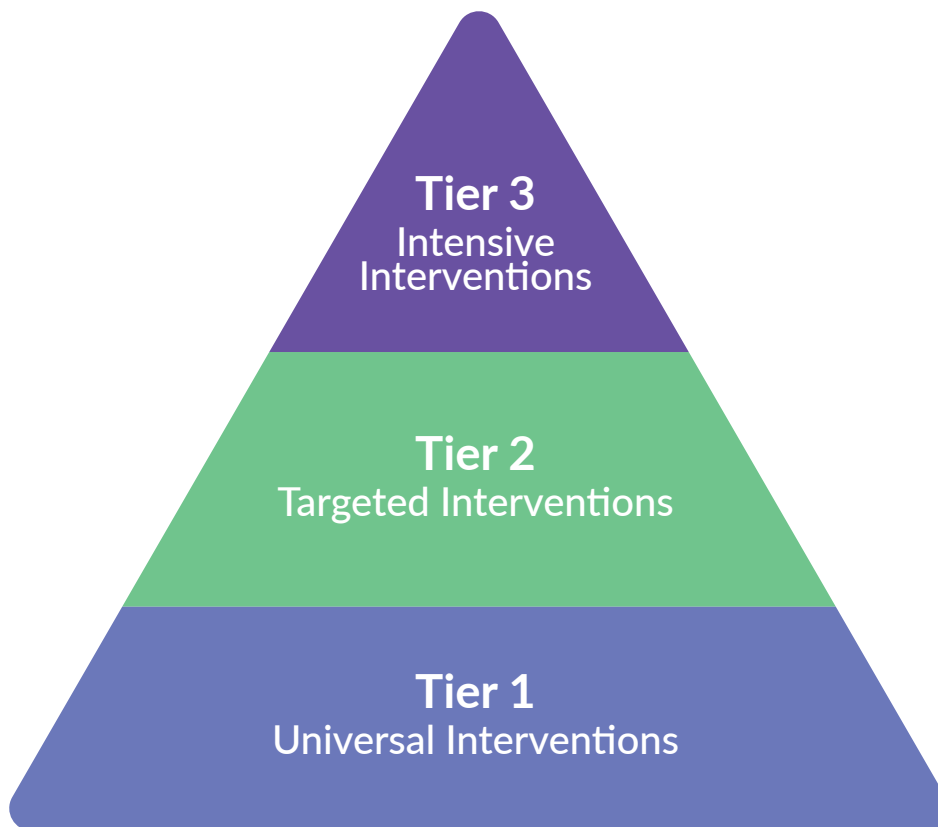 Tier 3
Intensive
Interventions
Tier 2
Targeted Interventions
Tier 1
Universal Interventions